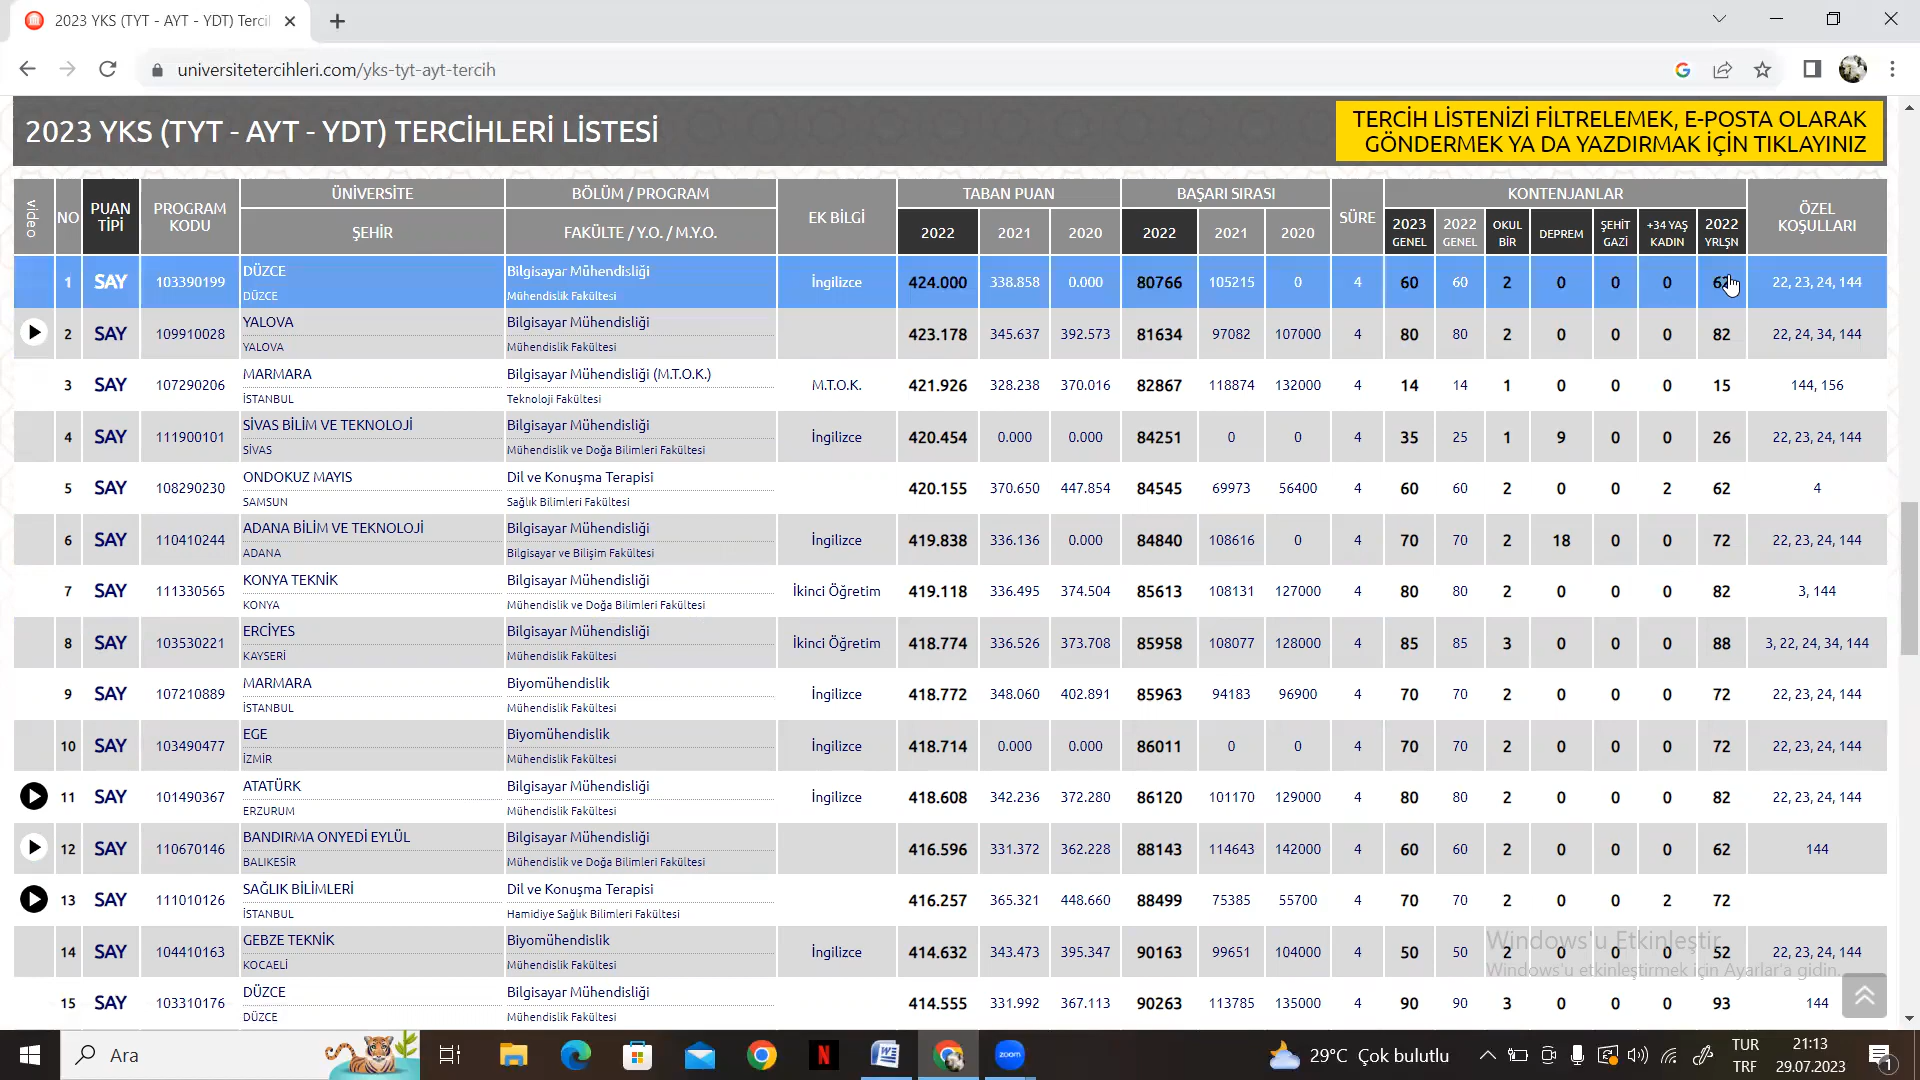 2023 YKS (TYT - AYT - YDT) Terci
universitetercihleri.com/yks-tyt-ayt-tercih
2023 YKS (TYT - AYT - YDT) TERCİHLERİ LİSTESİ
TERCİH LİSTENİZİ FİLTRELEMEK, E-POSTA OLARAK
GÖNDERMEK YA DA YAZDIRMAK İÇİN TIKLAYINIZ
video NO PUAN TİPİ PROGRAM KODU ÜNİVERSİTE BÖLÜM / PROGRAM EK BİLGİ TABAN PUAN BAŞARI SIRASI SÜRE KONTENJANLAR ÖZEL KOŞULLARI
ŞEHİR FAKÜLTE / Y.O. / M.Y.O. 2022 2021 2020 2022 2021 2020 2023 GENEL 2022 GENEL OKUL BİR DEPREM ŞEHİT GAZİ +34 YAŞ KADIN 2022 YRLŞN
1 SAY 103390199 DÜZCE Bilgisayar Mühendisliği İngilizce 424.000 338.858 0.000 80766 105215 0 4 60 60 2 0 0 0 62 22, 23, 24, 144
DÜZCE Mühendislik Fakültesi
2 SAY 109910028 YALOVA Bilgisayar Mühendisliği 423.178 345.637 392.573 81634 97082 107000 4 80 80 2 0 0 0 82 22, 24, 34, 144
YALOVA Mühendislik Fakültesi
3 SAY 107290206 MARMARA Bilgisayar Mühendisliği (M.T.O.K.) M.T.O.K. 421.926 328.238 370.016 82867 118874 132000 4 14 14 1 0 0 0 15 144, 156
İSTANBUL Teknoloji Fakültesi
4 SAY 111900101 SİVAS BİLİM VE TEKNOLOJİ Bilgisayar Mühendisliği İngilizce 420.454 0.000 0.000 84251 0 0 4 35 25 1 9 0 0 26 22, 23, 24, 144
SİVAS Mühendislik ve Doğa Bilimleri Fakültesi
5 SAY 108290230 ONDOKUZ MAYIS Dil ve Konuşma Terapisi 420.155 370.650 447.854 84545 69973 56400 4 60 60 2 0 0 2 62 4
SAMSUN Sağlık Bilimleri Fakültesi
6 SAY 110410244 ADANA BİLİM VE TEKNOLOJİ Bilgisayar Mühendisliği İngilizce 419.838 336.136 0.000 84840 108616 0 4 70 70 2 18 0 0 72 22, 23, 24, 144
ADANA Bilgisayar ve Bilişim Fakültesi
7 SAY 111330565 KONYA TEKNİK Bilgisayar Mühendisliği İkinci Öğretim 419.118 336.495 374.504 85613 108131 127000 4 80 80 2 0 0 0 82 3, 144
KONYA Mühendislik ve Doğa Bilimleri Fakültesi
8 SAY 103530221 ERCİYES Bilgisayar Mühendisliği İkinci Öğretim 418.774 336.526 373.708 85958 108077 128000 4 85 85 3 0 0 0 88 3, 22, 24, 34, 144
KAYSERİ Mühendislik Fakültesi
9 SAY 107210889 MARMARA Biyomühendislik İngilizce 418.772 348.060 402.891 85963 94183 96900 4 70 70 2 0 0 0 72 22, 23, 24, 144
İSTANBUL Mühendislik Fakültesi
10 SAY 103490477 EGE Biyomühendislik İngilizce 418.714 0.000 0.000 86011 0 0 4 70 70 2 0 0 0 72 22, 23, 24, 144
İZMİR Mühendislik Fakültesi
11 SAY 101490367 ATATÜRK Bilgisayar Mühendisliği İngilizce 418.608 342.236 372.280 86120 101170 129000 4 80 80 2 0 0 0 82 22, 23, 24, 144
ERZURUM Mühendislik Fakültesi
12 SAY 110670146 BANDIRMA ONYEDİ EYLÜL Bilgisayar Mühendisliği 416.596 331.372 362.228 88143 114643 142000 4 60 60 2 0 0 0 62 144
BALIKESİR Mühendislik ve Doğa Bilimleri Fakültesi
13 SAY 111010126 SAĞLIK BİLİMLERİ Dil ve Konuşma Terapisi 416.257 365.321 448.660 88499 75385 55700 4 70 70 2 0 0 2 72
İSTANBUL Hamidiye Sağlık Bilimleri Fakültesi
14 SAY 104410163 GEBZE TEKNİK Biyomühendislik İngilizce 414.632 343.473 395.347 90163 99651 104000 4 50 50 2 0 0 0 52 22, 23, 24, 144
KOCAELİ Mühendislik Fakültesi
15 SAY 103310176 DÜZCE Bilgisayar Mühendisliği 414.555 331.992 367.113 90263 113785 135000 4 90 90 3 0 0 0 93 144
DÜZCE Mühendislik Fakültesi
Windows'u Etkinleştir
Windows'u etkinleştirmek için Ayarlar'a gidin.
Ara
N
W
zoom
29°C Çok bulutlu
TUR
TRF
21:13
29.07.2023
1